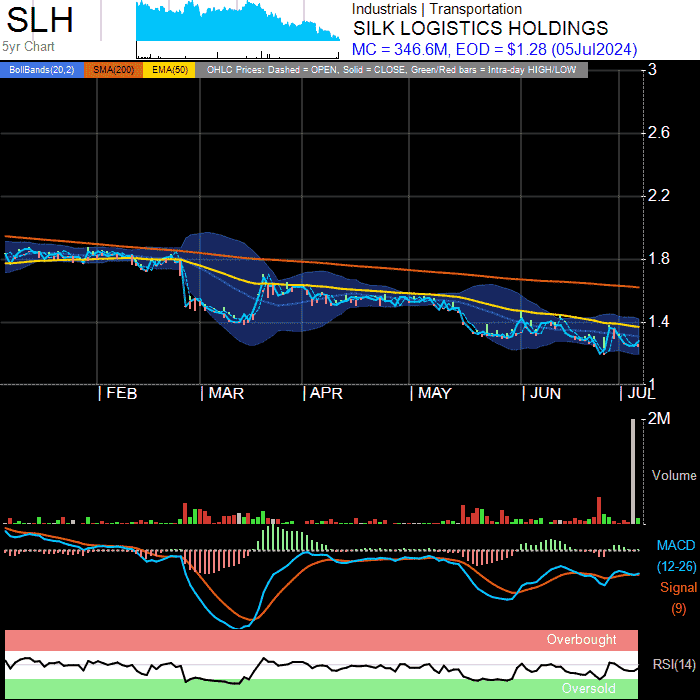 SLH
5yr Chart
Industrials | Transportation
SILK LOGISTICS HOLDINGS
MC = 346.6M, EOD = $1.28 (05Jul2024)
BollBands(20,2) SMA(200) EMA(50) OHLC Prices: Dashed = OPEN, Solid = CLOSE, Green/Red bars = Intra-day HIGH/LOW
3
2.6
2.2
1.8
1.4
1
FEB MAR APR MAY JUN JUL
2M
Volume
MACD
(12-26)
Signal
(9)
Overbought
RSI(14)
Oversold